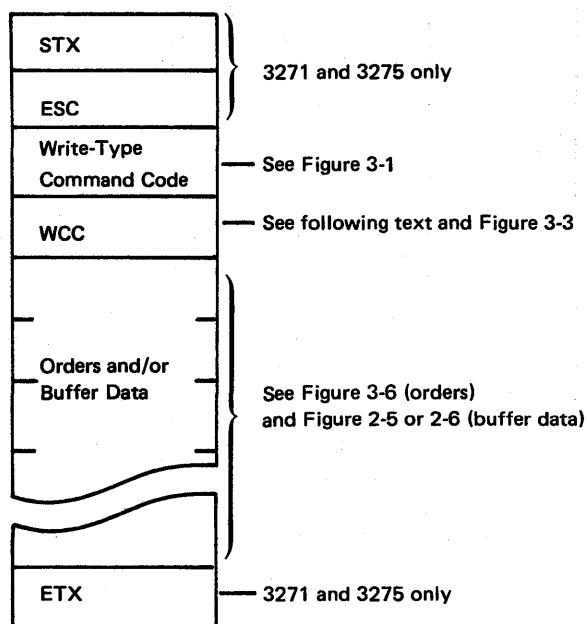 STX
3271 and 3275 only
ESC
Write-Type
Command Code
See Figure 3-1
WCC
See following text and Figure 3-3
Orders and/or
Buffer Data
See Figure 3-6 (orders)
and Figure 2-5 or 2-6 (buffer data)
ETX
3271 and 3275 only